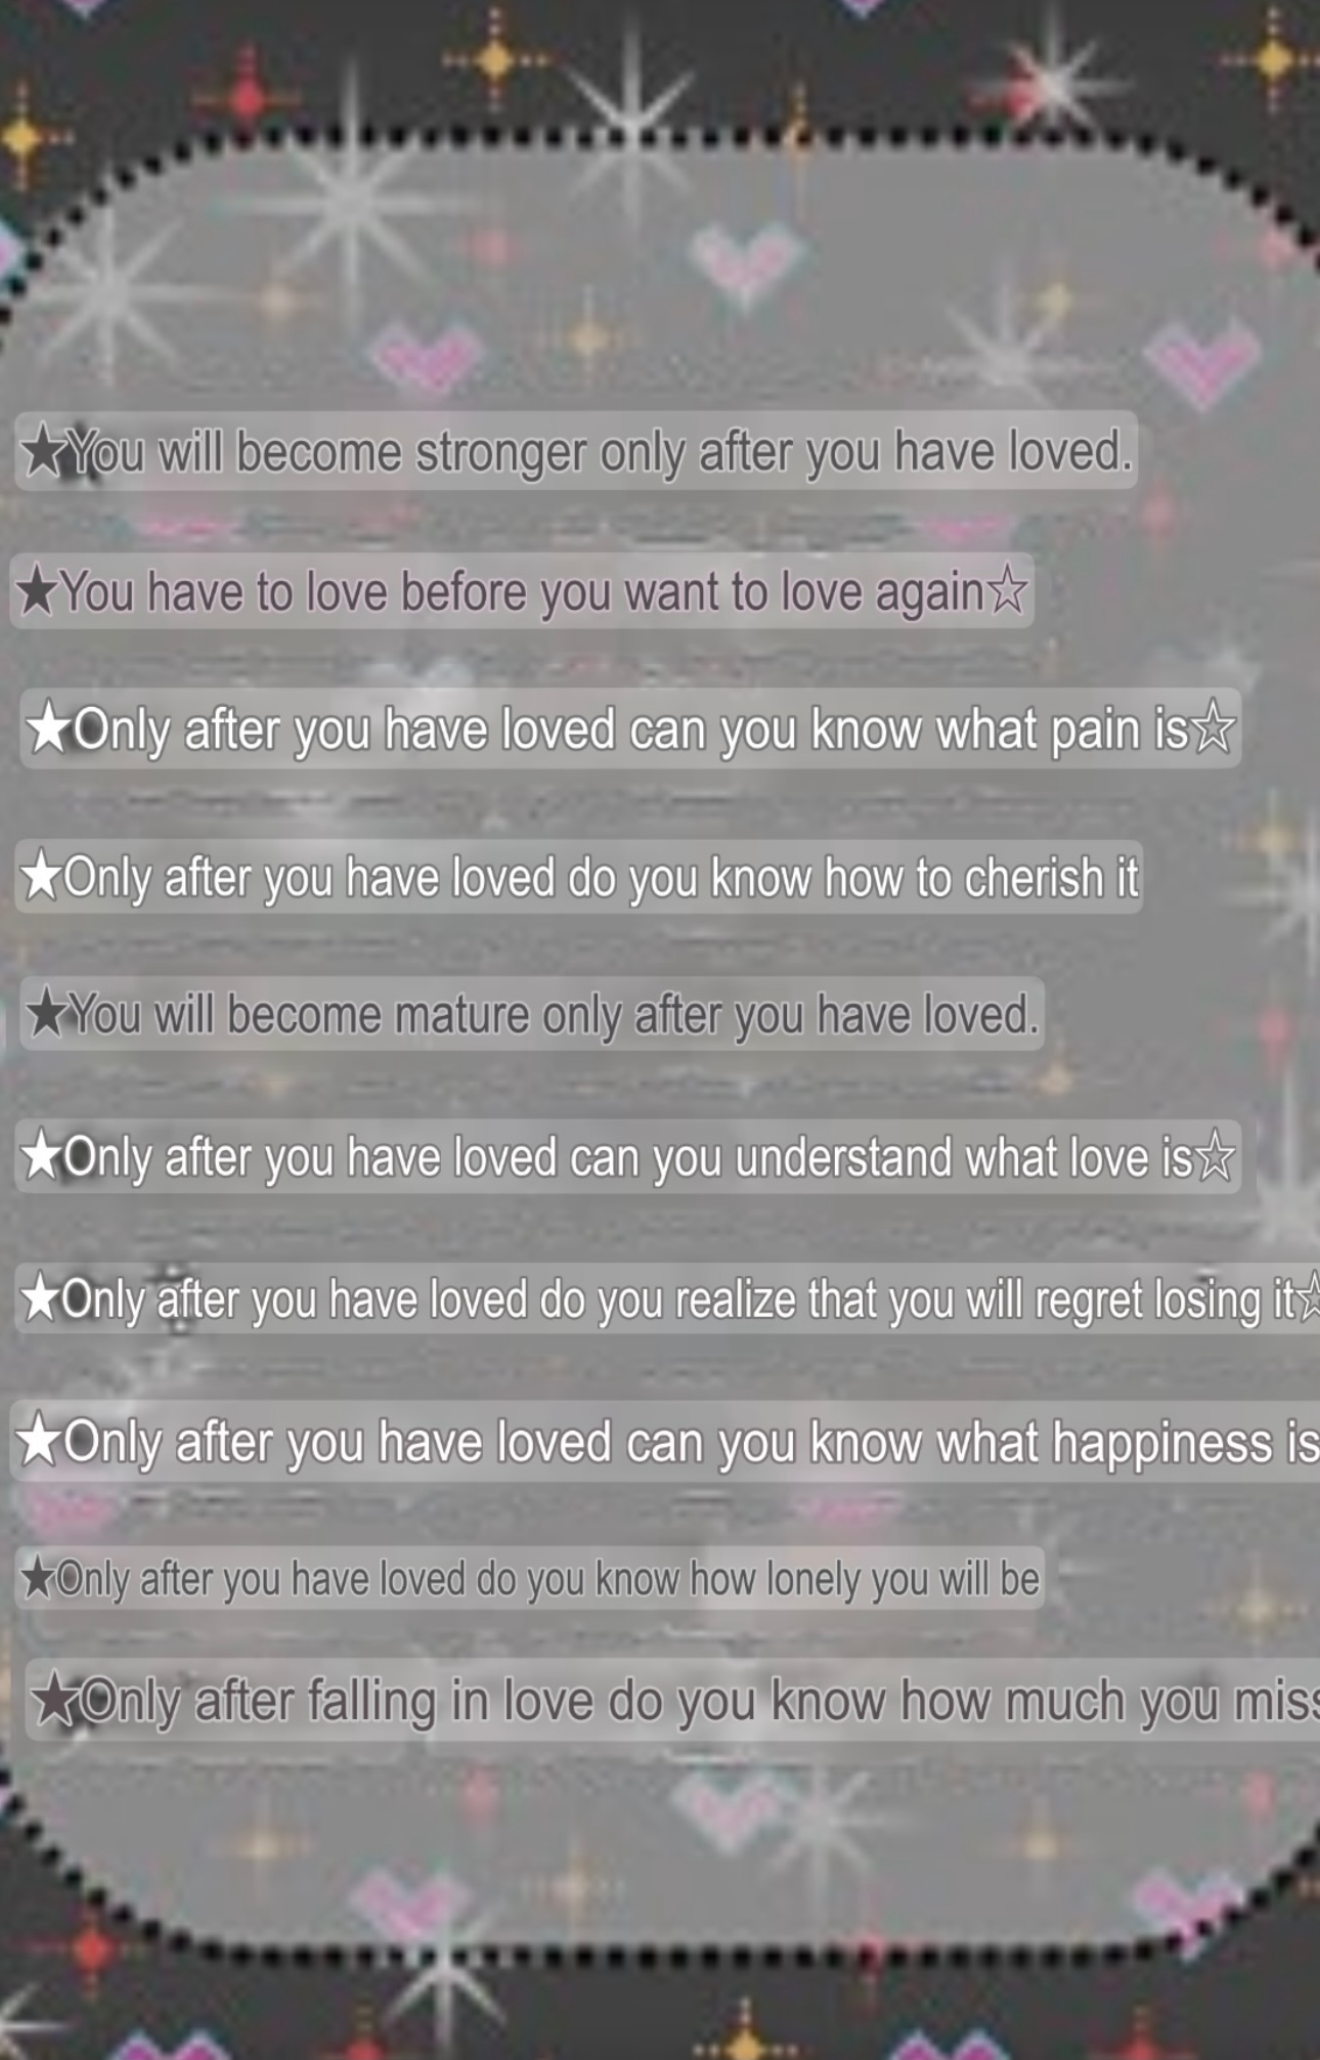 ★You will become stronger only after you have loved.
★You have to love before you want to love again☆
★Only after you have loved can you know what pain is☆
★Only after you have loved do you know how to cherish it
★You will become mature only after you have loved.
★Only after you have loved can you understand what love is☆
★Only after you have loved do you realize that you will regret losing it☆
★Only after you have loved can you know what happiness is
★Only after you have loved do you know how lonely you will be
★Only after falling in love do you know how much you miss